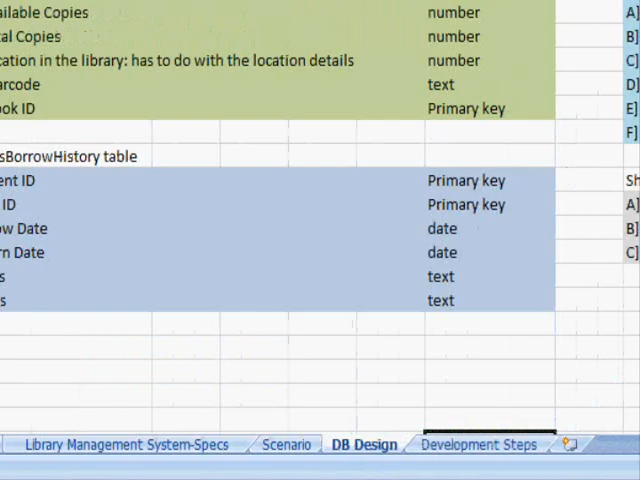 ailable Copies number A]
tal Copies number B]
cation in the library: has to do with the location details number C]
arcode text D]
ook ID Primary key E]
F]
sBorrowHistory table
ent ID Primary key Sh
ID Primary key A]
ow Date date B]
rn Date date C]
s text
s text
Library Management System-Specs Scenario DB Design Development Steps